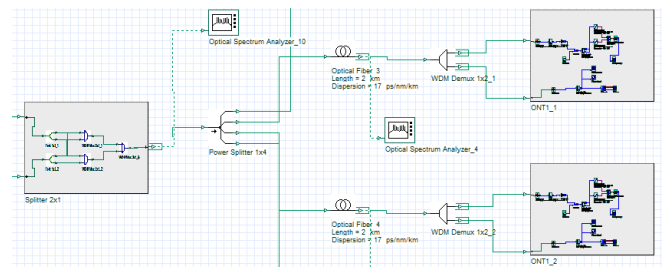 Optical Spectrum Analyzer_10
Optical Fiber 3
Length = 2 km
Dispersion = 17 ps/nm/km
WDM Demux 1x2_1
ONT1_1
Optical Spectrum Analyzer_4
Power Splitter 1x4
Splitter 2x1
Optical Fiber 4
Length = 2 km
Dispersion = 17 ps/nm/km
WDM Demux 1x2_2
ONT1_2